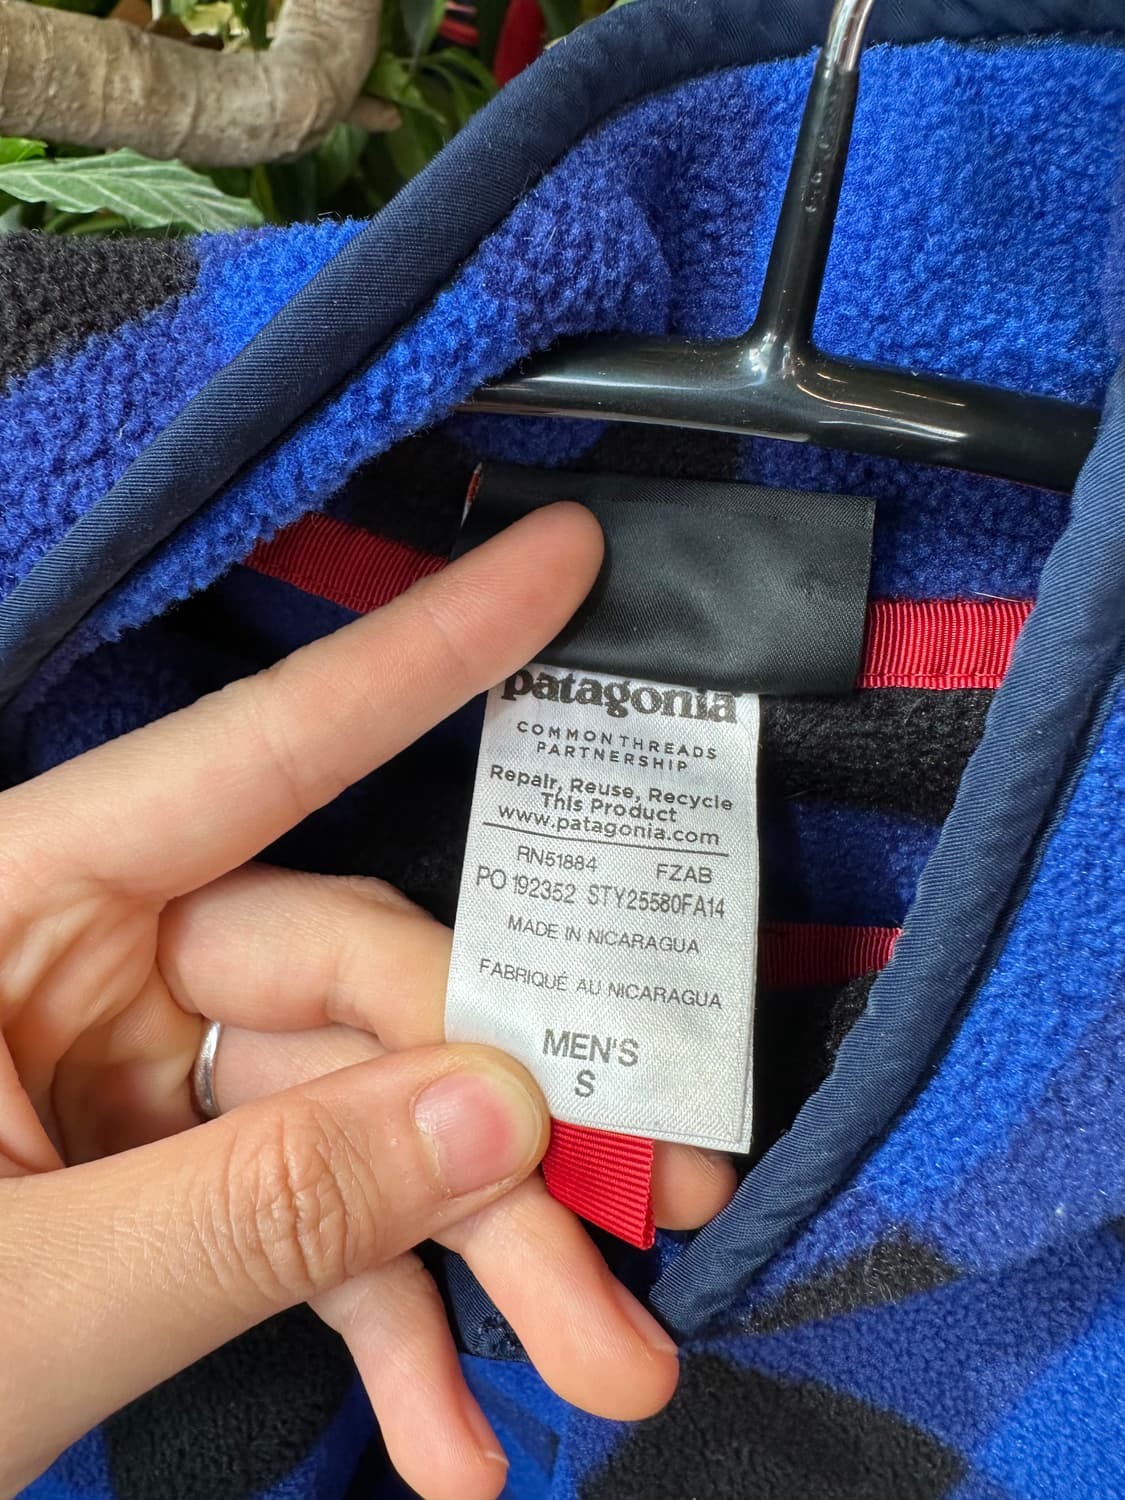 patagonia
COMMON THREADS
PARTNERSHIP
Repair, Reuse, Recycle
This Product
www.patagonia.com
RN51884 FZAB
PO 192352 STY25580FA14
MADE IN NICARAGUA
FABRIQUÉ AU NICARAGUA
MEN'S
S